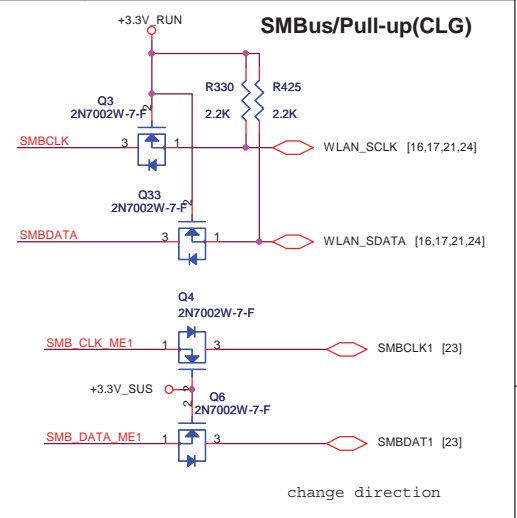 +3.3V_RUN
SMBus/Pull-up(CLG)
R330 R425
Q3
2N7002W-7-F
2.2K 2.2K
2
SMBCLK 3 1 WLAN_SCLK [16,17,21,24]
Q33
2N7002W-7-F
2
SMBDATA 3 1 WLAN_SDATA [16,17,21,24]
Q4
2N7002W-7-F
SMB_CLK_ME1 1 3 SMBCLK1 [23]
2
+3.3V_SUS
Q6
2
2N7002W-7-F
SMB_DATA_ME1 1 3 SMBDAT1 [23]
change direction